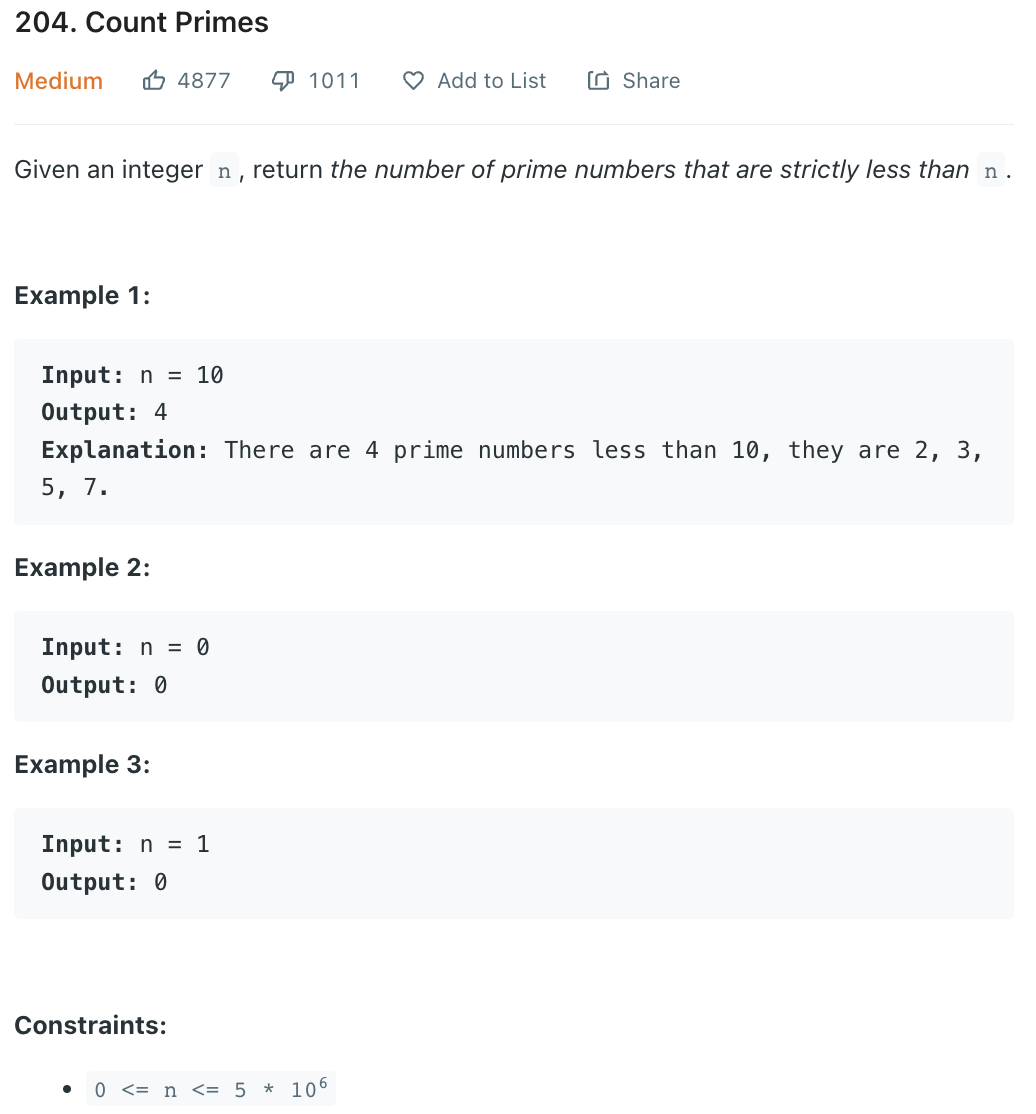 204. Count Primes
Medium 4877 1011 Add to List Share
Given an integer n, return the number of prime numbers that are strictly less than n.
Example 1:
Input: n = 10
Output: 4
Explanation: There are 4 prime numbers less than 10, they are 2, 3,
5, 7.
Example 2:
Input: n = 0
Output: 0
Example 3:
Input: n = 1
Output: 0
Constraints:
• 0 <= n <= 5 * 10⁶